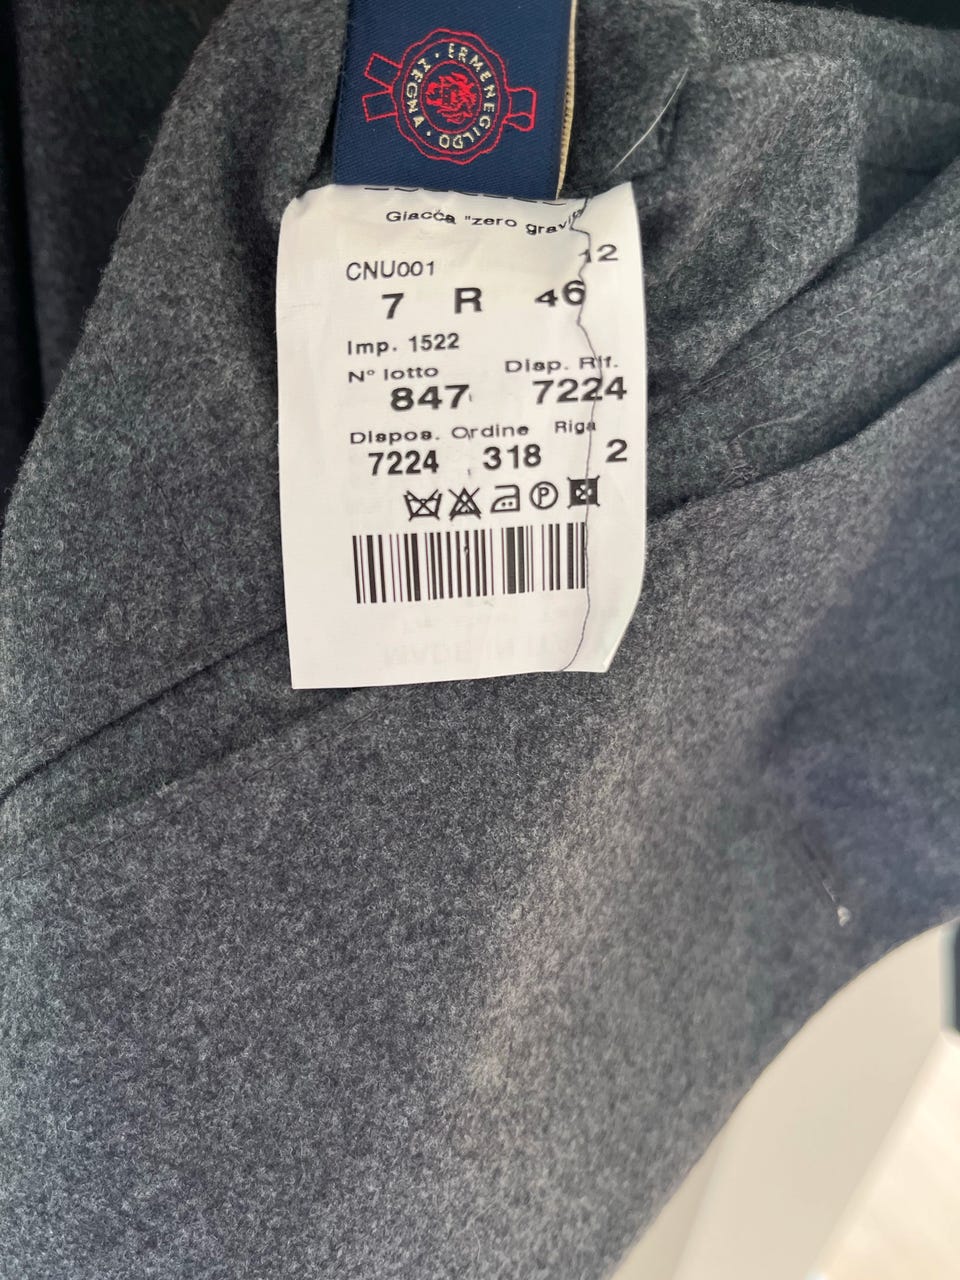 ERMENEGILDO ZEGNA
Giacca "zero gravi
12
CNU001
7 R 46
Imp. 1522
N° lotto Disp. Rif.
847 7224
Dispos. Ordine Riga
7224 318 2
P